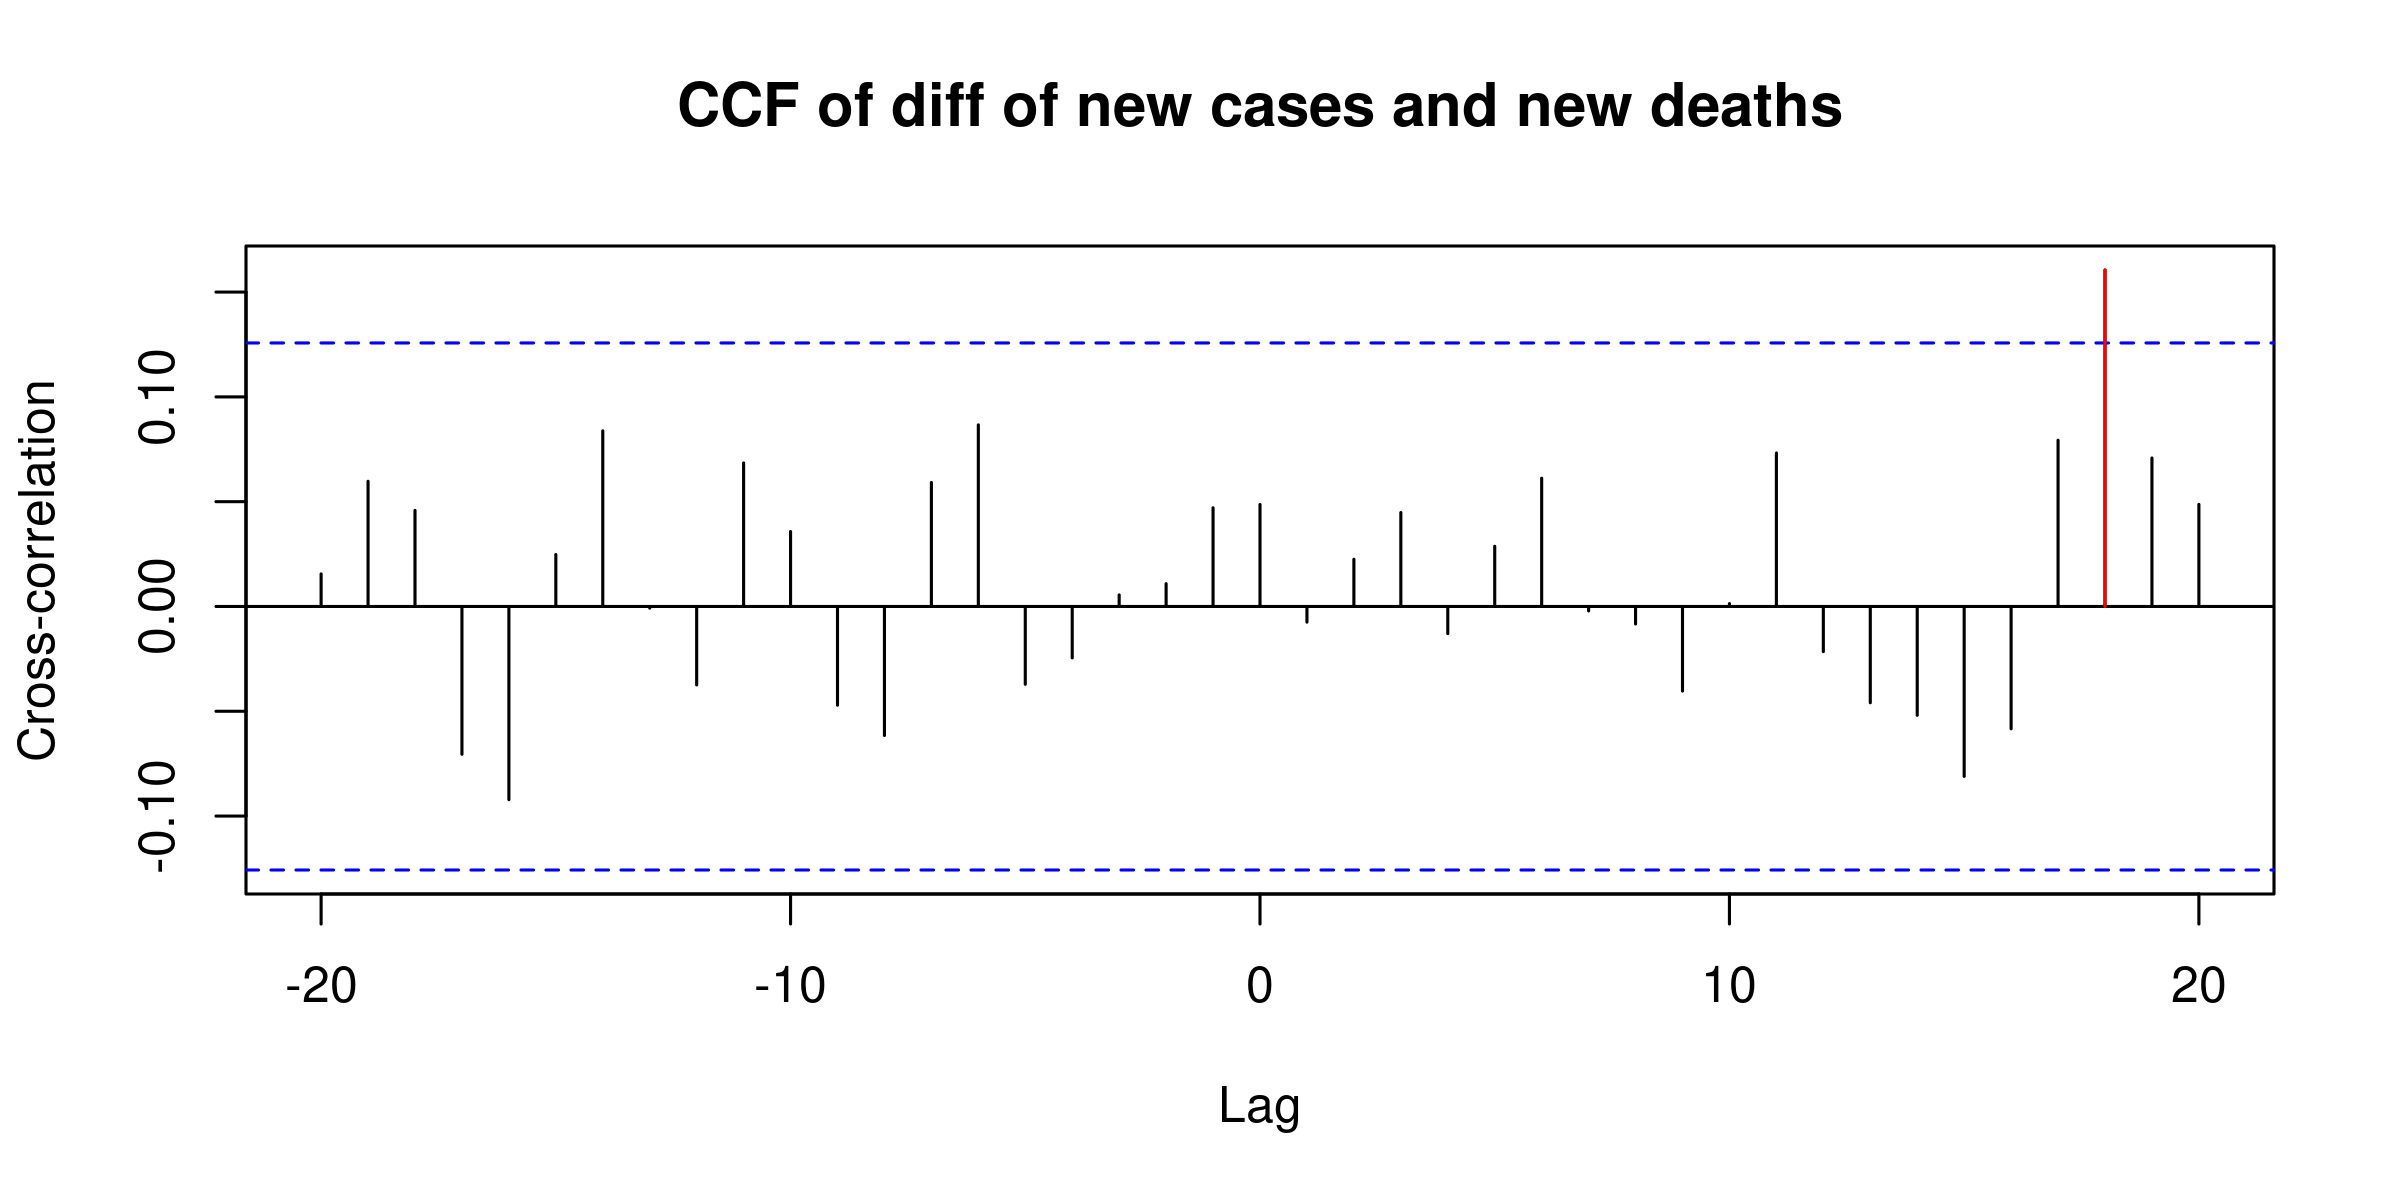 CCF of diff of new cases and new deaths
Cross-correlation
0.10
0.00
-0.10
-20 -10 0 10 20
Lag